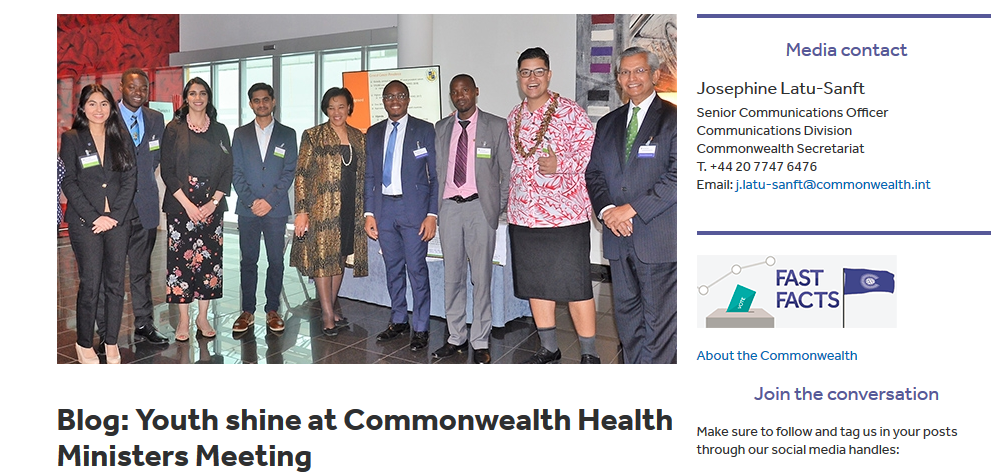 Blog: Youth shine at Commonwealth Health
Ministers Meeting
Media contact
Josephine Latu-Sanft
Senior Communications Officer
Communications Division
Commonwealth Secretariat
T. +44 20 7747 6476
Email: j.latu-sanft@commonwealth.int
VOTE
FAST
FACTS
About the Commonwealth
Join the conversation
Make sure to follow and tag us in your posts
through our social media handles: